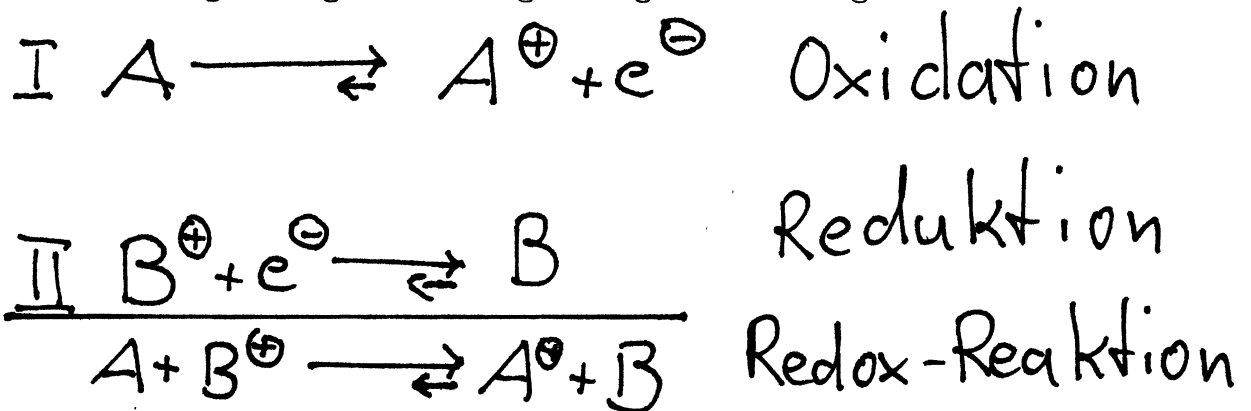 I A ⇌ A⊕ + e⊖ Oxidation
II B⊕ + e⊖ ⇌ B Reduktion
A + B⊕ ⇌ A⊕ + B Redox-Reaktion